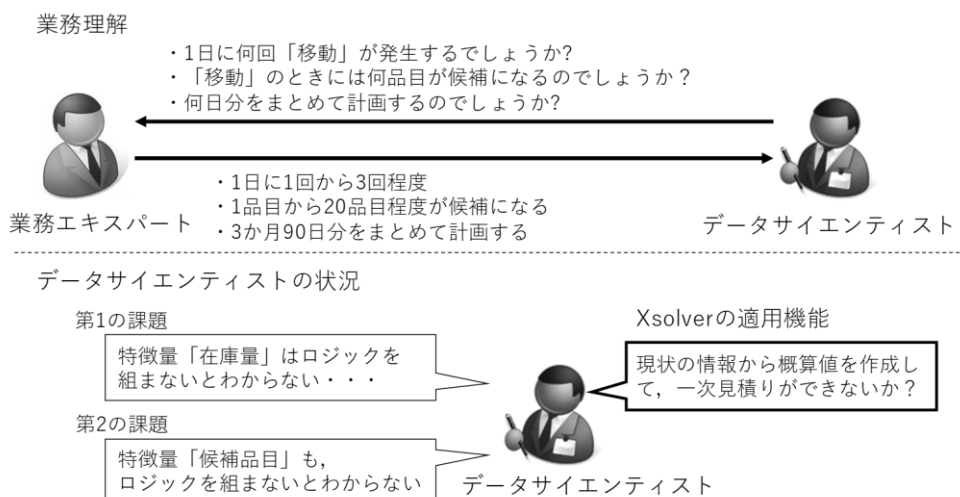 業務理解
・1日に何回「移動」が発生するでしょうか?
・「移動」のときには何品目が候補になるのでしょうか？
・何日分をまとめて計画するのでしょうか?
・1日に1回から3回程度
・1品目から20品目程度が候補になる
・3か月90日分をまとめて計画する
業務エキスパート
データサイエンティスト
データサイエンティストの状況
第1の課題
特徴量「在庫量」はロジックを
組まないとわからない・・・
第2の課題
特徴量「候補品目」も，
ロジックを組まないとわからない
Xsolverの適用機能
現状の情報から概算値を作成し
て，一次見積りができないか？
データサイエンティスト